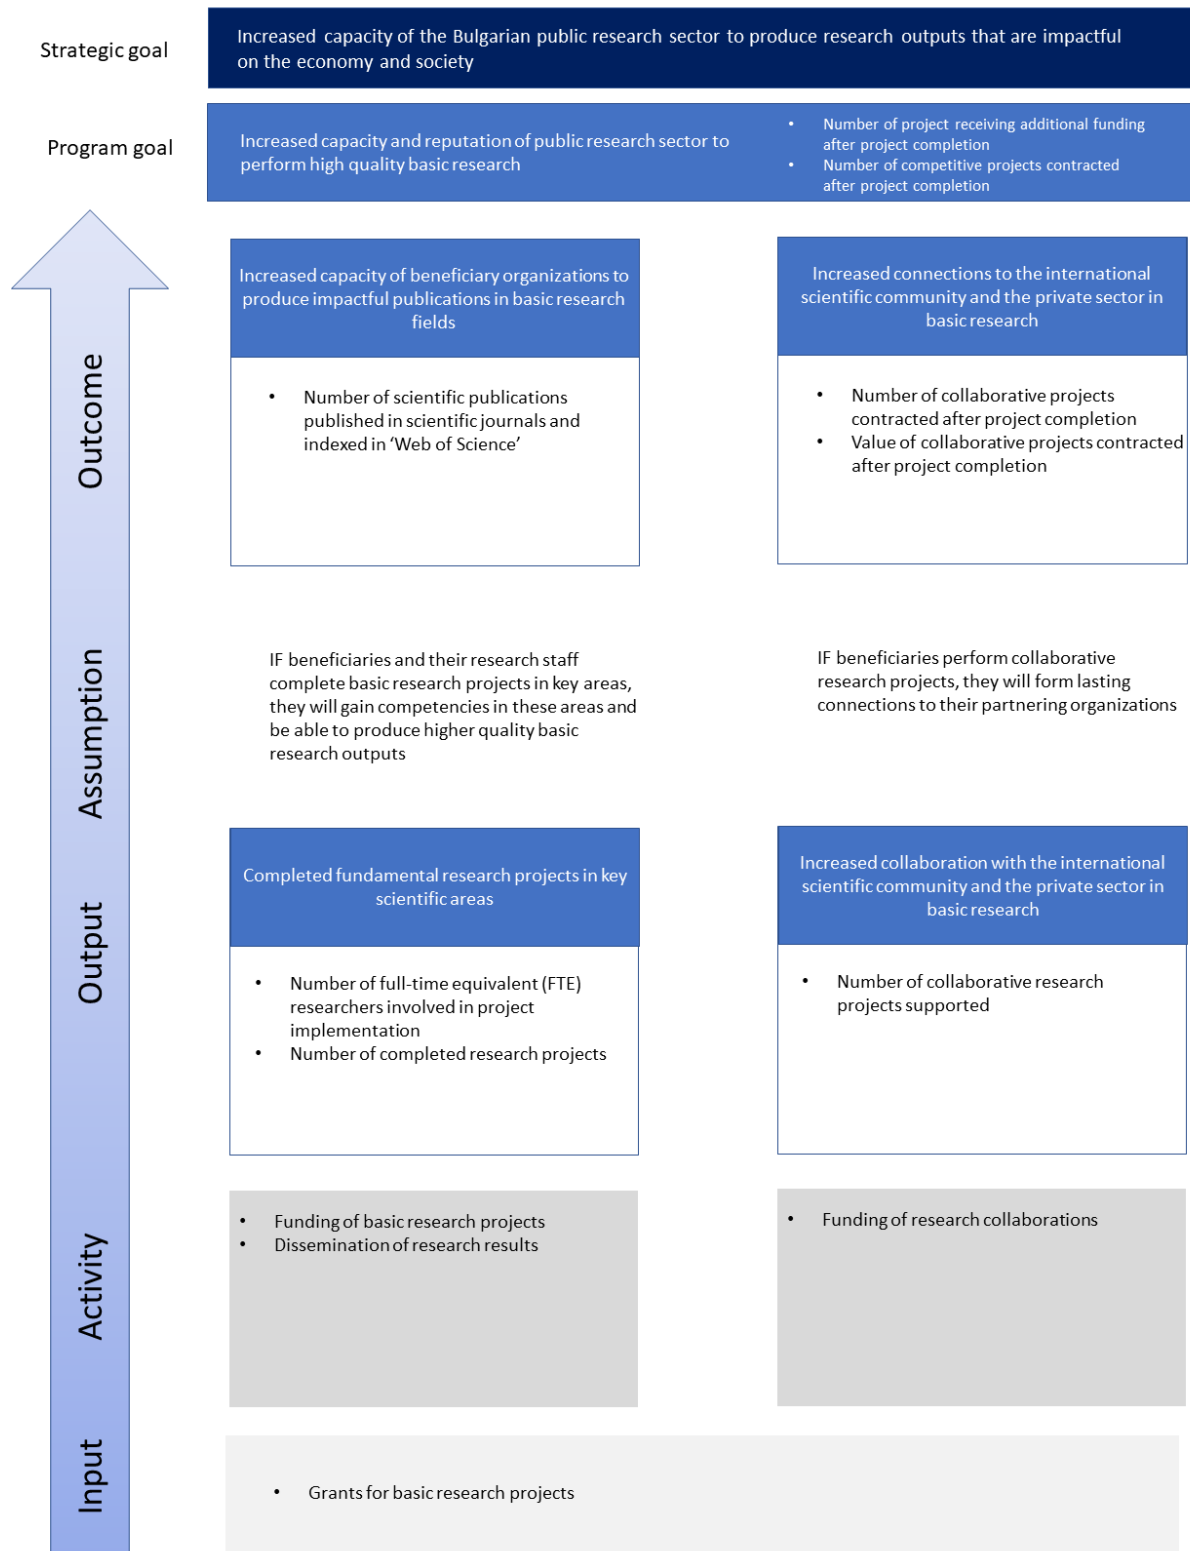 Strategic goal
Increased capacity of the Bulgarian public research sector to produce research outputs that are impactful
on the economy and society
Program goal
Increased capacity and reputation of public research sector to
perform high quality basic research
• Number of project receiving additional funding
after project completion
• Number of competitive projects contracted
after project completion
Outcome
Increased capacity of beneficiary organizations to
produce impactful publications in basic research
fields
• Number of scientific publications
published in scientific journals and
indexed in ‘Web of Science’
Increased connections to the international
scientific community and the private sector in
basic research
• Number of collaborative projects
contracted after project completion
• Value of collaborative projects contracted
after project completion
Assumption
IF beneficiaries and their research staff
complete basic research projects in key areas,
they will gain competencies in these areas and
be able to produce higher quality basic
research outputs
IF beneficiaries perform collaborative
research projects, they will form lasting
connections to their partnering organizations
Output
Completed fundamental research projects in key
scientific areas
• Number of full-time equivalent (FTE)
researchers involved in project
implementation
• Number of completed research projects
Increased collaboration with the international
scientific community and the private sector in
basic research
• Number of collaborative research
projects supported
Activity
• Funding of basic research projects
• Dissemination of research results
• Funding of research collaborations
Input
• Grants for basic research projects